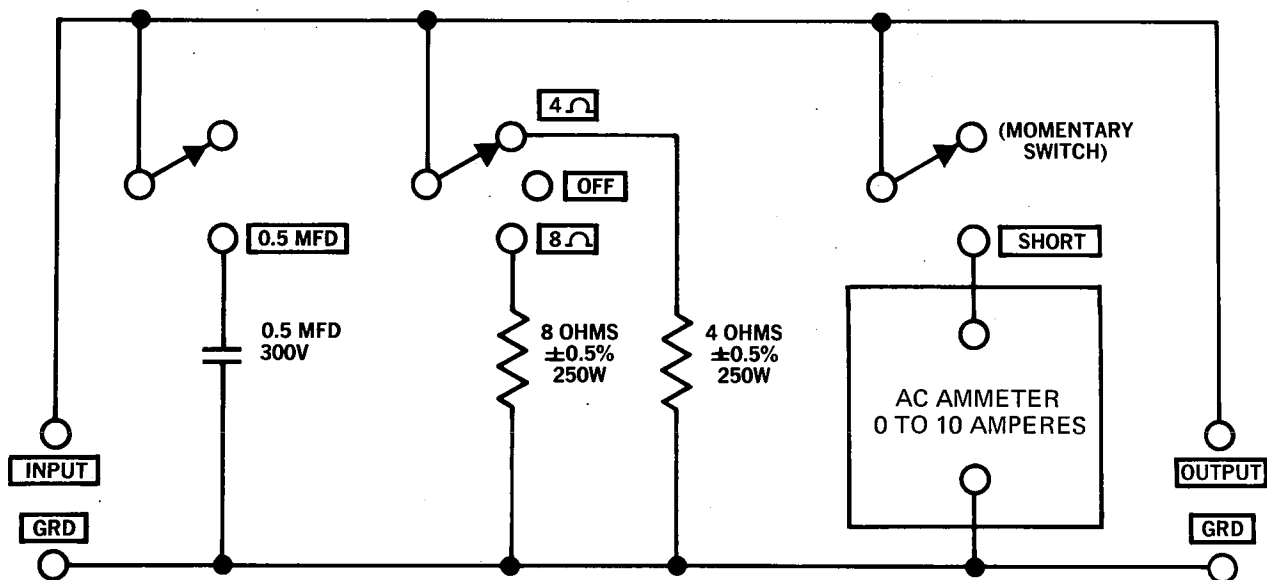 4Ω
(MOMENTARY
SWITCH)
OFF
0.5 MFD
8Ω
SHORT
0.5 MFD
300V
8 OHMS
±0.5%
250W
4 OHMS
±0.5%
250W
AC AMMETER
0 TO 10 AMPERES
INPUT
OUTPUT
GRD
GRD